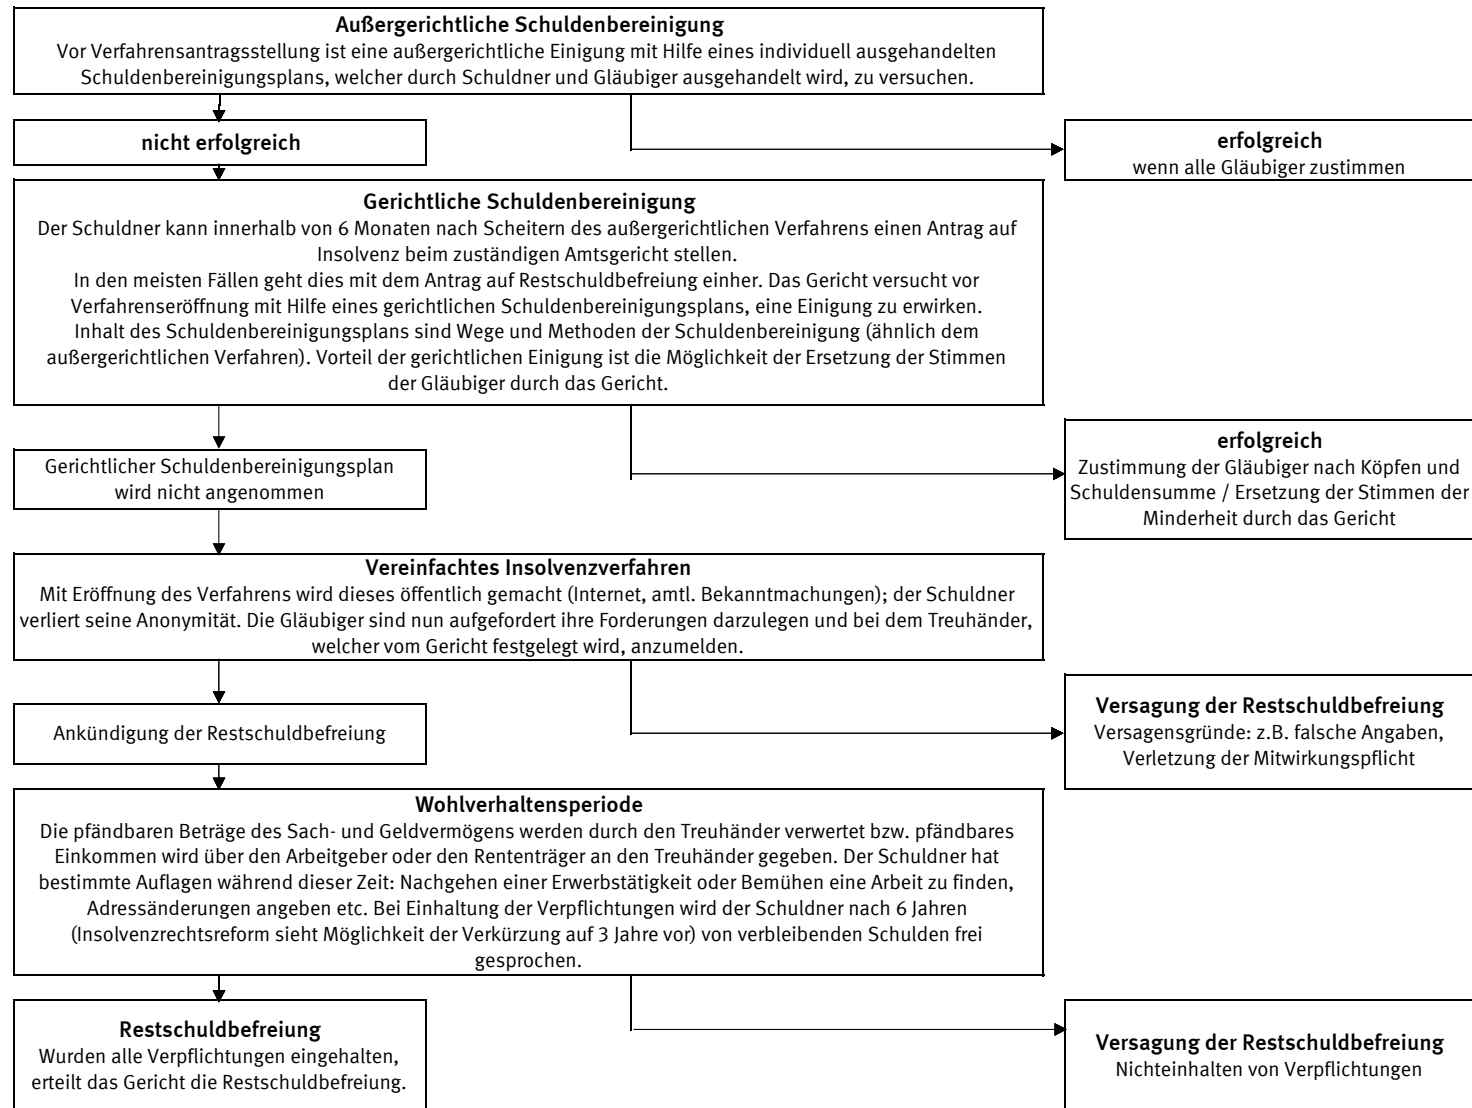 Außergerichtliche Schuldenbereinigung
Vor Verfahrensantragsstellung ist eine außergerichtliche Einigung mit Hilfe eines individuell ausgehandelten
Schuldenbereinigungsplans, welcher durch Schuldner und Gläubiger ausgehandelt wird, zu versuchen.
nicht erfolgreich
erfolgreich
wenn alle Gläubiger zustimmen
Gerichtliche Schuldenbereinigung
Der Schuldner kann innerhalb von 6 Monaten nach Scheitern des außergerichtlichen Verfahrens einen Antrag auf
Insolvenz beim zuständigen Amtsgericht stellen.
In den meisten Fällen geht dies mit dem Antrag auf Restschuldbefreiung einher. Das Gericht versucht vor
Verfahrenseröffnung mit Hilfe eines gerichtlichen Schuldenbereinigungsplans, eine Einigung zu erwirken.
Inhalt des Schuldenbereinigungsplans sind Wege und Methoden der Schuldenbereinigung (ähnlich dem
außergerichtlichen Verfahren). Vorteil der gerichtlichen Einigung ist die Möglichkeit der Ersetzung der Stimmen
der Gläubiger durch das Gericht.
Gerichtlicher Schuldenbereinigungsplan
wird nicht angenommen
erfolgreich
Zustimmung der Gläubiger nach Köpfen und
Schuldensumme / Ersetzung der Stimmen der
Minderheit durch das Gericht
Vereinfachtes Insolvenzverfahren
Mit Eröffnung des Verfahrens wird dieses öffentlich gemacht (Internet, amtl. Bekanntmachungen); der Schuldner
verliert seine Anonymität. Die Gläubiger sind nun aufgefordert ihre Forderungen darzulegen und bei dem Treuhänder,
welcher vom Gericht festgelegt wird, anzumelden.
Ankündigung der Restschuldbefreiung
Versagung der Restschuldbefreiung
Versagensgründe: z.B. falsche Angaben,
Verletzung der Mitwirkungspflicht
Wohlverhaltensperiode
Die pfändbaren Beträge des Sach- und Geldvermögens werden durch den Treuhänder verwertet bzw. pfändbares
Einkommen wird über den Arbeitgeber oder den Rententräger an den Treuhänder gegeben. Der Schuldner hat
bestimmte Auflagen während dieser Zeit: Nachgehen einer Erwerbstätigkeit oder Bemühen eine Arbeit zu finden,
Adressänderungen angeben etc. Bei Einhaltung der Verpflichtungen wird der Schuldner nach 6 Jahren
(Insolvenzrechtsreform sieht Möglichkeit der Verkürzung auf 3 Jahre vor) von verbleibenden Schulden frei
gesprochen.
Restschuldbefreiung
Wurden alle Verpflichtungen eingehalten,
erteilt das Gericht die Restschuldbefreiung.
Versagung der Restschuldbefreiung
Nichteinhalten von Verpflichtungen